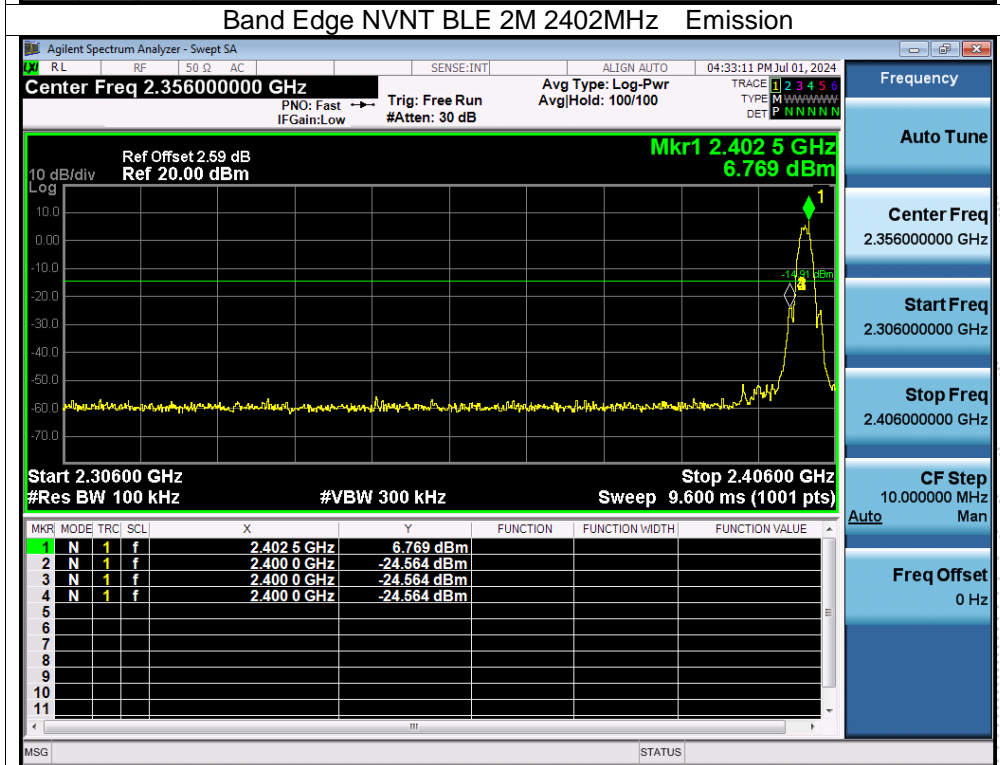 Band Edge NVNT BLE 2M 2402MHz Emission
Agilent Spectrum Analyzer - Swept SA
LXI RL RF 50 Ω AC SENSE:INT ALIGN AUTO 04:33:11 PM Jul 01, 2024
Center Freq 2.356000000 GHz
PNO: Fast
IFGain:Low
Trig: Free Run
#Atten: 30 dB
Avg Type: Log-Pwr
Avg|Hold: 100/100
TRACE 1 2 3 4 5 6
TYPE M W W W W W
DET P N N N N N
Ref Offset 2.59 dB
Ref 20.00 dBm
10 dB/div
Log
Mkr1 2.402 5 GHz
6.769 dBm
10.0
0.00
-10.0
-20.0
-30.0
-40.0
-50.0
-60.0
-70.0
1
-14.91 dBm
Start 2.30600 GHz
Stop 2.40600 GHz
#Res BW 100 kHz
#VBW 300 kHz
Sweep 9.600 ms (1001 pts)
MKR MODE TRC SCL X Y FUNCTION FUNCTION WIDTH FUNCTION VALUE
1 N 1 f 2.402 5 GHz 6.769 dBm
2 N 1 f 2.400 0 GHz -24.564 dBm
3 N 1 f 2.400 0 GHz -24.564 dBm
4 N 1 f 2.400 0 GHz -24.564 dBm
5
6
7
8
9
10
11
MSG
STATUS
Frequency
Auto Tune
Center Freq
2.356000000 GHz
Start Freq
2.306000000 GHz
Stop Freq
2.406000000 GHz
CF Step
10.000000 MHz
Auto Man
Freq Offset
0 Hz